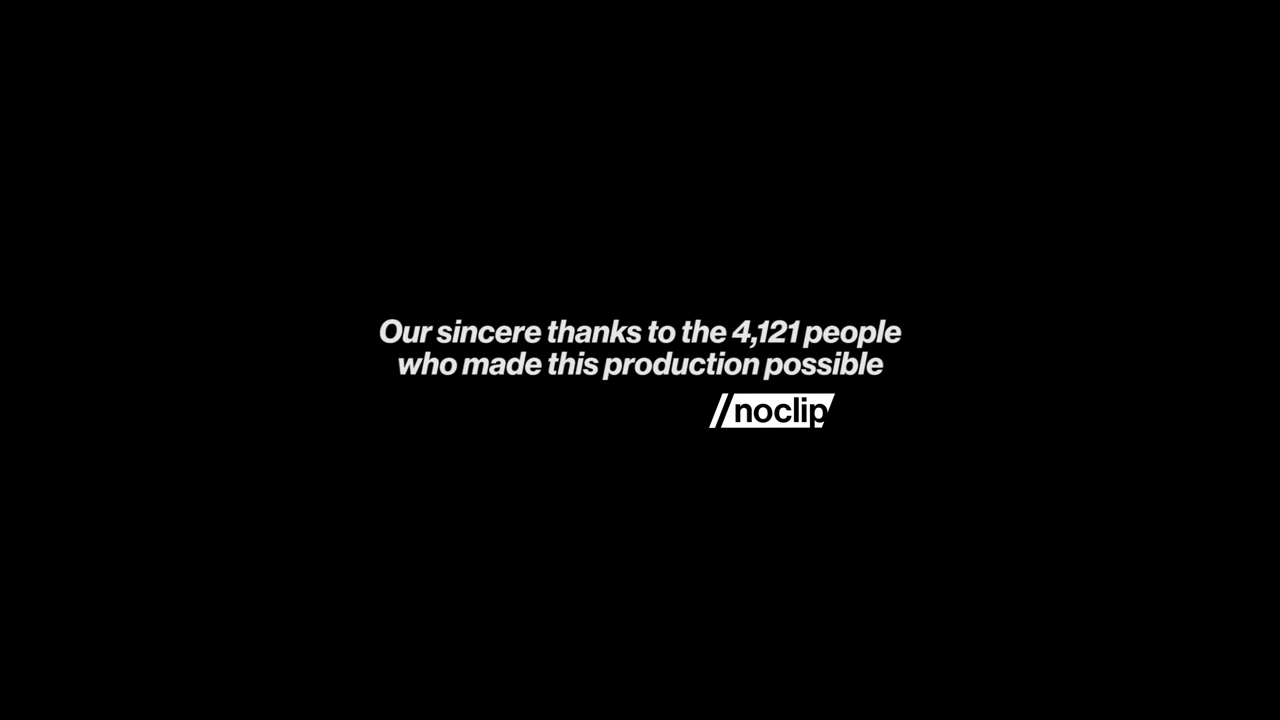 Our sincere thanks to the 4,121 people
who made this production possible
//noclip